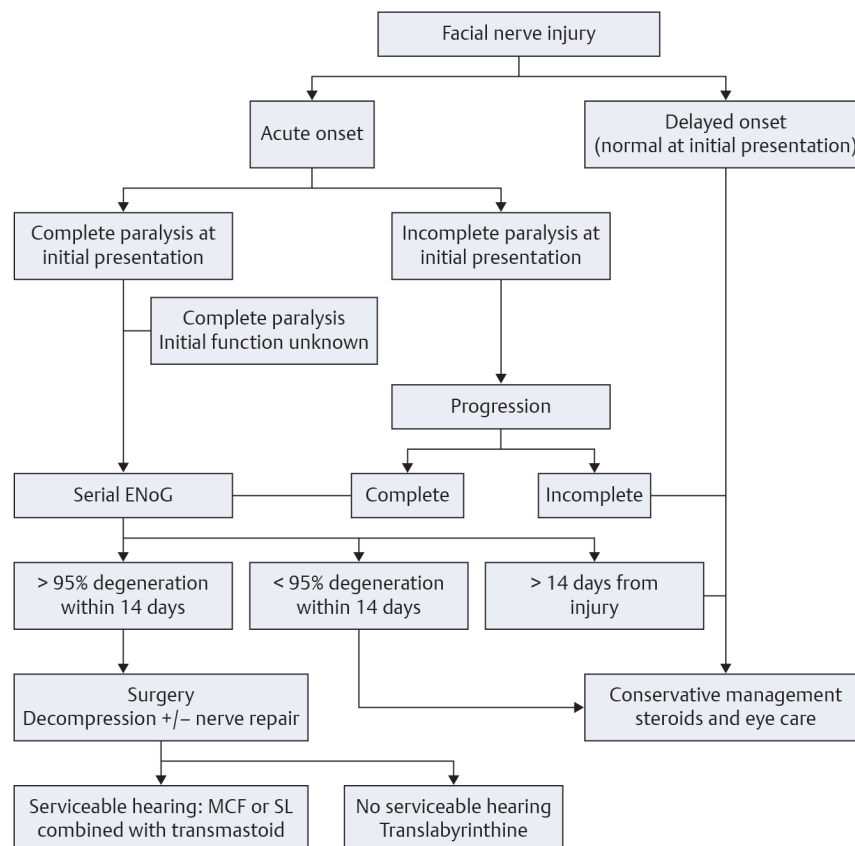 Facial nerve injury
Acute onset
Delayed onset
(normal at initial presentation)
Complete paralysis at
initial presentation
Incomplete paralysis at
initial presentation
Complete paralysis
Initial function unknown
Progression
Serial ENoG
Complete
Incomplete
> 95% degeneration
within 14 days
< 95% degeneration
within 14 days
> 14 days from
injury
Surgery
Decompression +/− nerve repair
Conservative management
steroids and eye care
Serviceable hearing: MCF or SL
combined with transmastoid
No serviceable hearing
Translabyrinthine